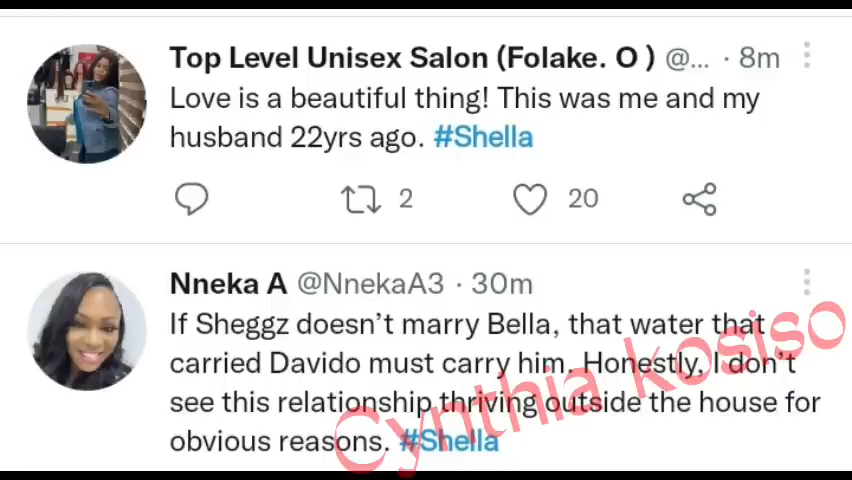 Top Level Unisex Salon (Folake. O ) @... · 8m
Love is a beautiful thing! This was me and my
husband 22yrs ago. #Shella
2 20
Nneka A @NnekaA3 · 30m
If Sheggz doesn't marry Bella, that water that
carried Davido must carry him. Honestly, I don't
see this relationship thriving outside the house for
obvious reasons. #Shella
Cynthia kosiso